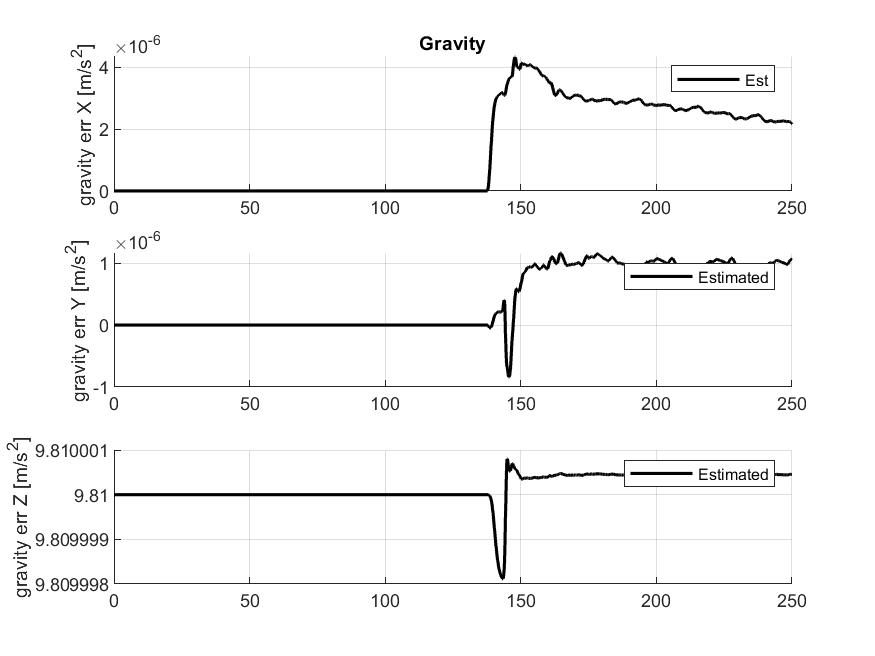 Gravity
×10-6
gravity err X [m/s2]
4
2
0
Est
0 50 100 150 200 250
×10-6
gravity err Y [m/s2]
1
0
-1
Estimated
0 50 100 150 200 250
gravity err Z [m/s2]
9.810001
9.81
9.809999
9.809998
Estimated
0 50 100 150 200 250